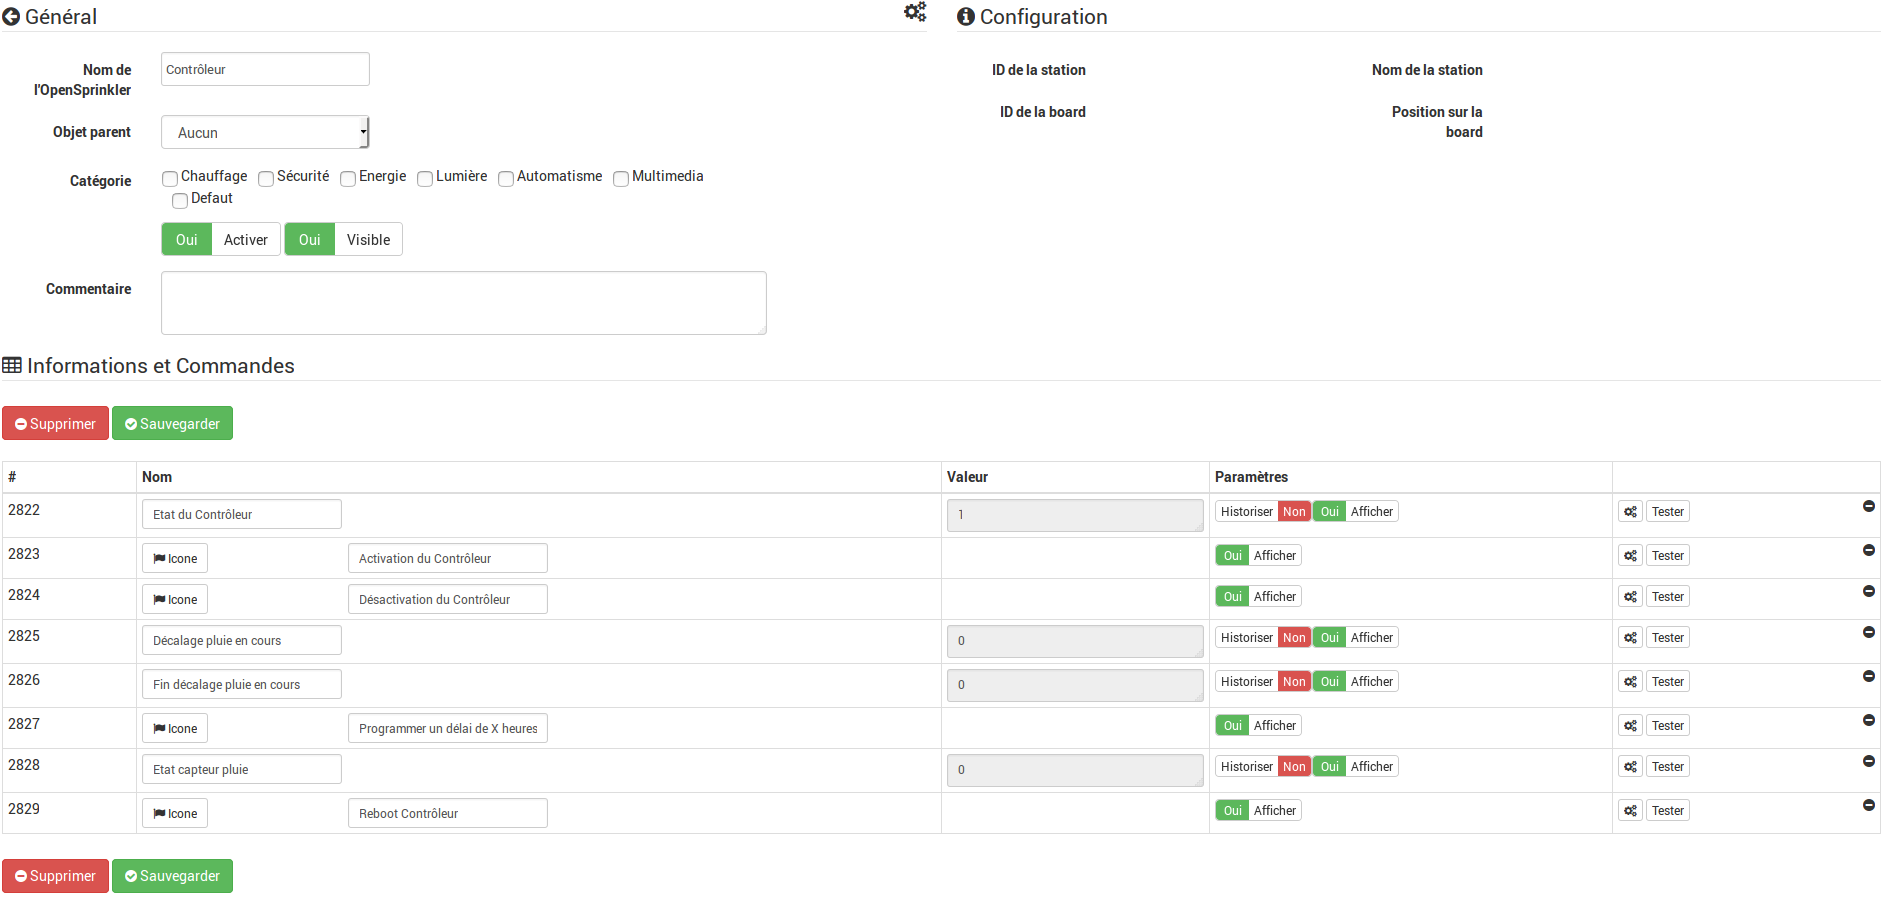 Général
Configuration
Nom de
l'OpenSprinkler
Contrôleur
ID de la station
Nom de la station
ID de la board
Position sur la
board
Objet parent
Aucun
Catégorie
Chauffage Sécurité Energie Lumière Automatisme Multimedia
Defaut
Oui Activer Oui Visible
Commentaire
Informations et Commandes
Supprimer Sauvegarder
# Nom Valeur Paramètres
2822 Etat du Contrôleur 1 Historiser Non Oui Afficher Tester
2823 Icone Activation du Contrôleur Oui Afficher Tester
2824 Icone Désactivation du Contrôleur Oui Afficher Tester
2825 Décalage pluie en cours 0 Historiser Non Oui Afficher Tester
2826 Fin décalage pluie en cours 0 Historiser Non Oui Afficher Tester
2827 Icone Programmer un délai de X heures Oui Afficher Tester
2828 Etat capteur pluie 0 Historiser Non Oui Afficher Tester
2829 Icone Reboot Contrôleur Oui Afficher Tester
Supprimer Sauvegarder